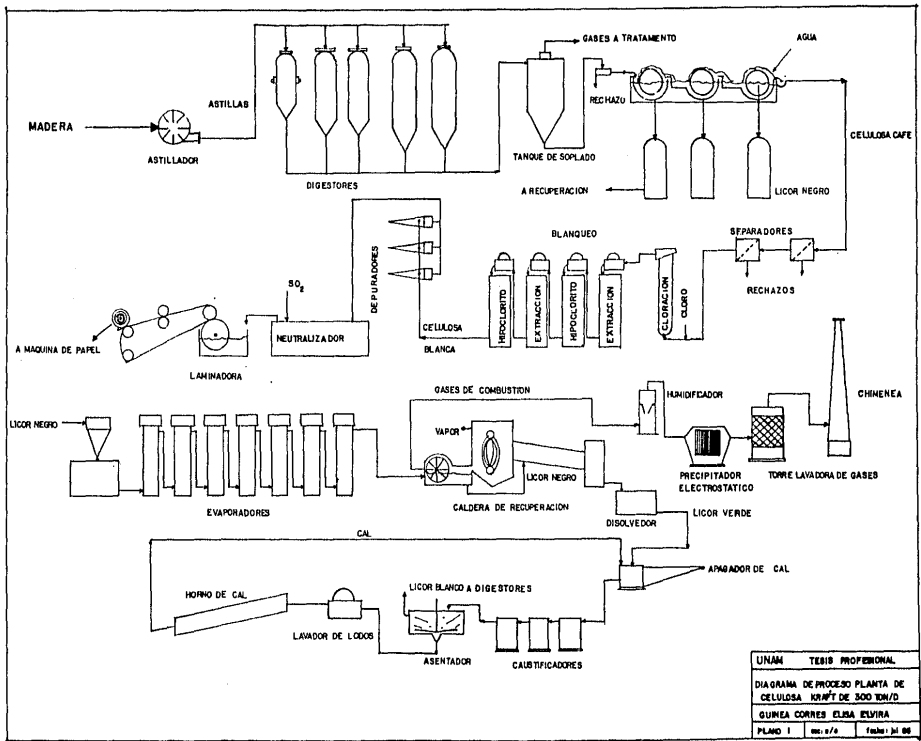 GASES A TRATAMIENTO
AGUA
ASTILLAS
MADERA
ASTILLADOR
RECHAZO
CELULOSA CAFE
TANQUE DE SOPLADO
DIGESTORES
A RECUPERACION
LICOR NEGRO
SEPARADORES
BLANQUEO
RECHAZOS
DEPURADORES
SO2
HIPOCLORITO
EXTRACCION
HIPOCLORITO
EXTRACCION
CLORACION
CLORO
CELULOSA
BLANCA
NEUTRALIZADOR
A MAQUINA DE PAPEL
LAMINADORA
GASES DE COMBUSTION
HUMIDIFICADOR
CHIMENEA
LICOR NEGRO
VAPOR
LICOR NEGRO
PRECIPITADOR
ELECTROSTATICO
TORRE LAVADORA DE GASES
EVAPORADORES
CALDERA DE RECUPERACION
DISOLVEDOR
LICOR VERDE
CAL
APAGADOR DE CAL
HORNO DE CAL
LICOR BLANCO A DIGESTORES
LAVADOR DE LODOS
ASENTADOR
CAUSTIFICADORES
UNAM TESIS PROFESIONAL
DIAGRAMA DE PROCESO PLANTA DE
CELULOSA KRAFT DE 300 TON/D
GUINEA CORRES ELISA ELVIRA
PLANO 1 esc: s/e fecha: jul